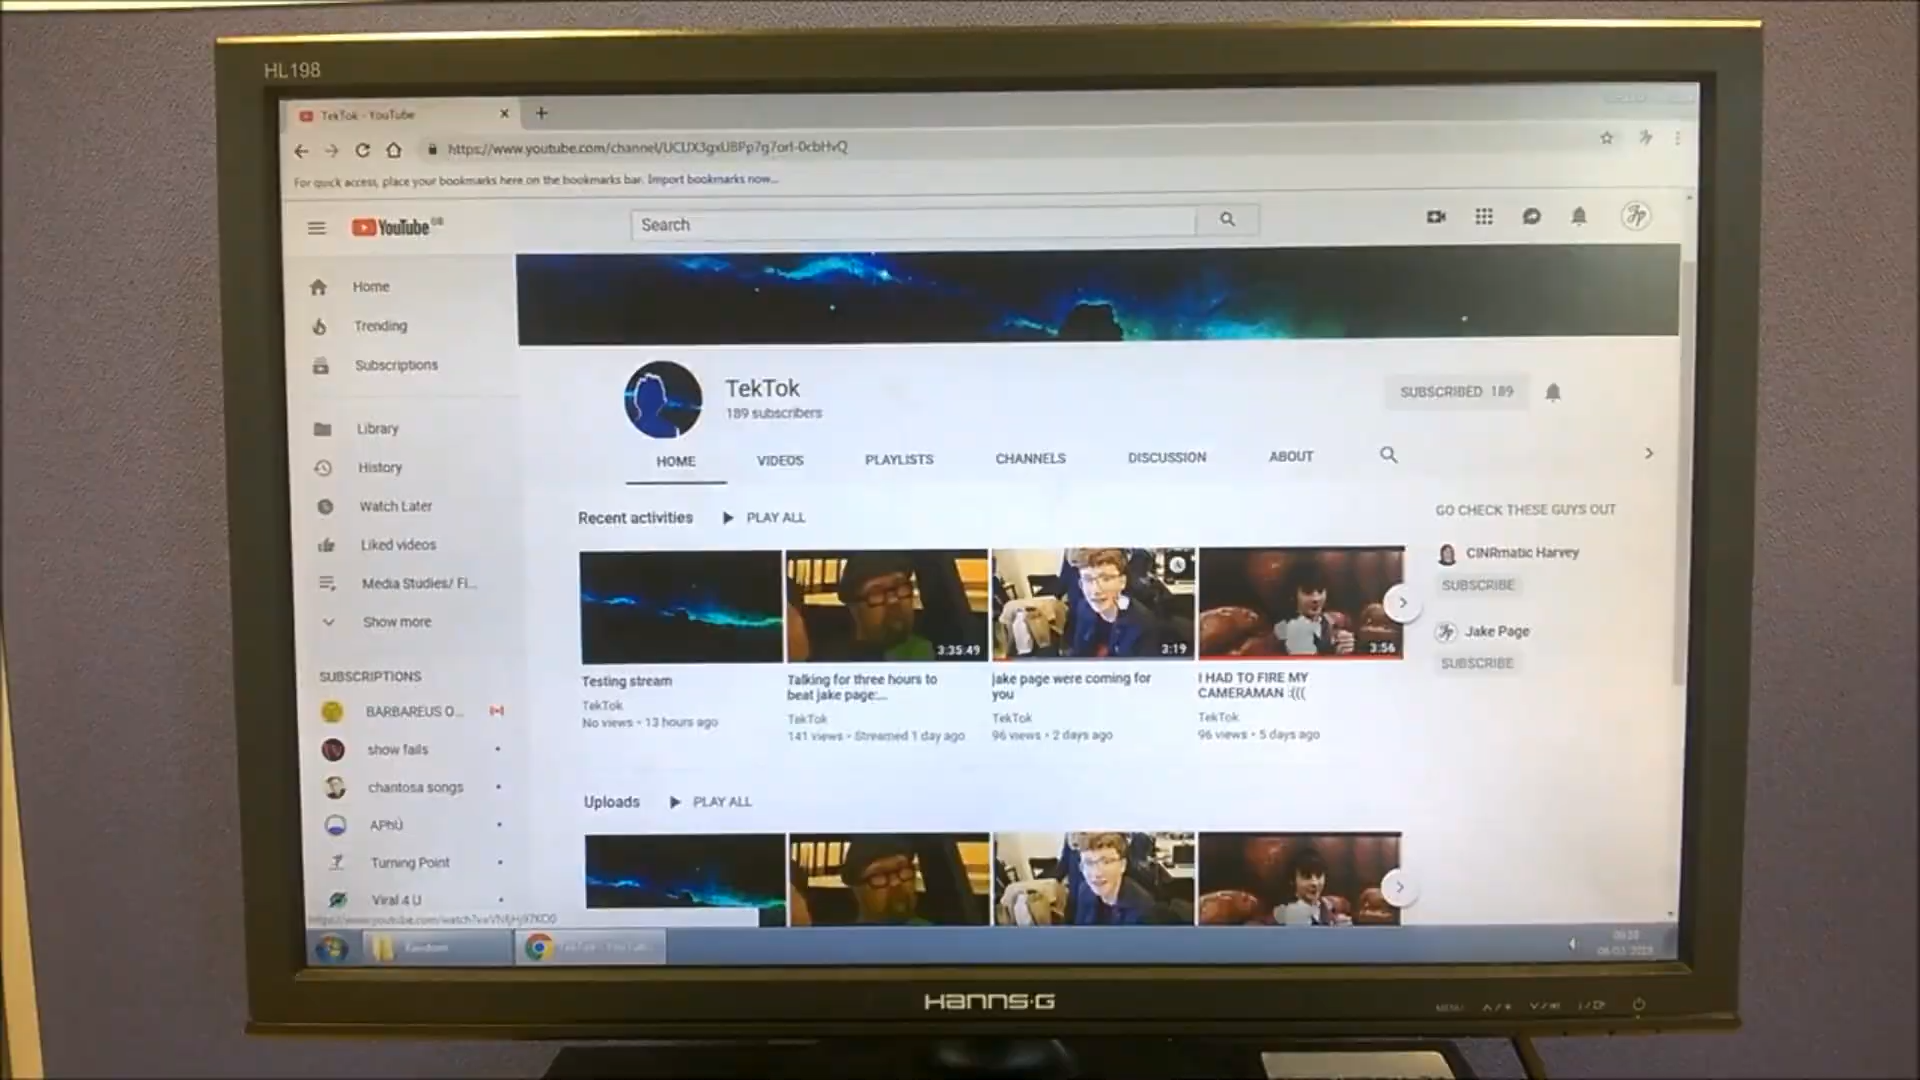 HL198
TekTok - YouTube
https://www.youtube.com/channel/UCUX3gxUBPp7g7orl-0cbHvQ
For quick access, place your bookmarks here on the bookmarks bar. Import bookmarks now...
YouTube GB
Search
Home
Trending
Subscriptions
Library
History
Watch Later
Liked videos
Media Studies/ Fi...
Show more
SUBSCRIPTIONS
BARBAREUS O...
show fails
chantosa songs
APhÙ
Turning Point
Viral 4 U
TekTok
189 subscribers
SUBSCRIBED 189
HOME
VIDEOS
PLAYLISTS
CHANNELS
DISCUSSION
ABOUT
Recent activities
PLAY ALL
3:35:49
3:19
3:56
Testing stream
TekTok
No views • 13 hours ago
Talking for three hours to
beat jake page:...
TekTok
141 views • Streamed 1 day ago
jake page were coming for
you
TekTok
96 views • 2 days ago
I HAD TO FIRE MY
CAMERAMAN :(((
TekTok
96 views • 5 days ago
GO CHECK THESE GUYS OUT
CINRmatic Harvey
SUBSCRIBE
Jake Page
SUBSCRIBE
Uploads
PLAY ALL
TekTok - YouTub...
HANNS·G
MENU